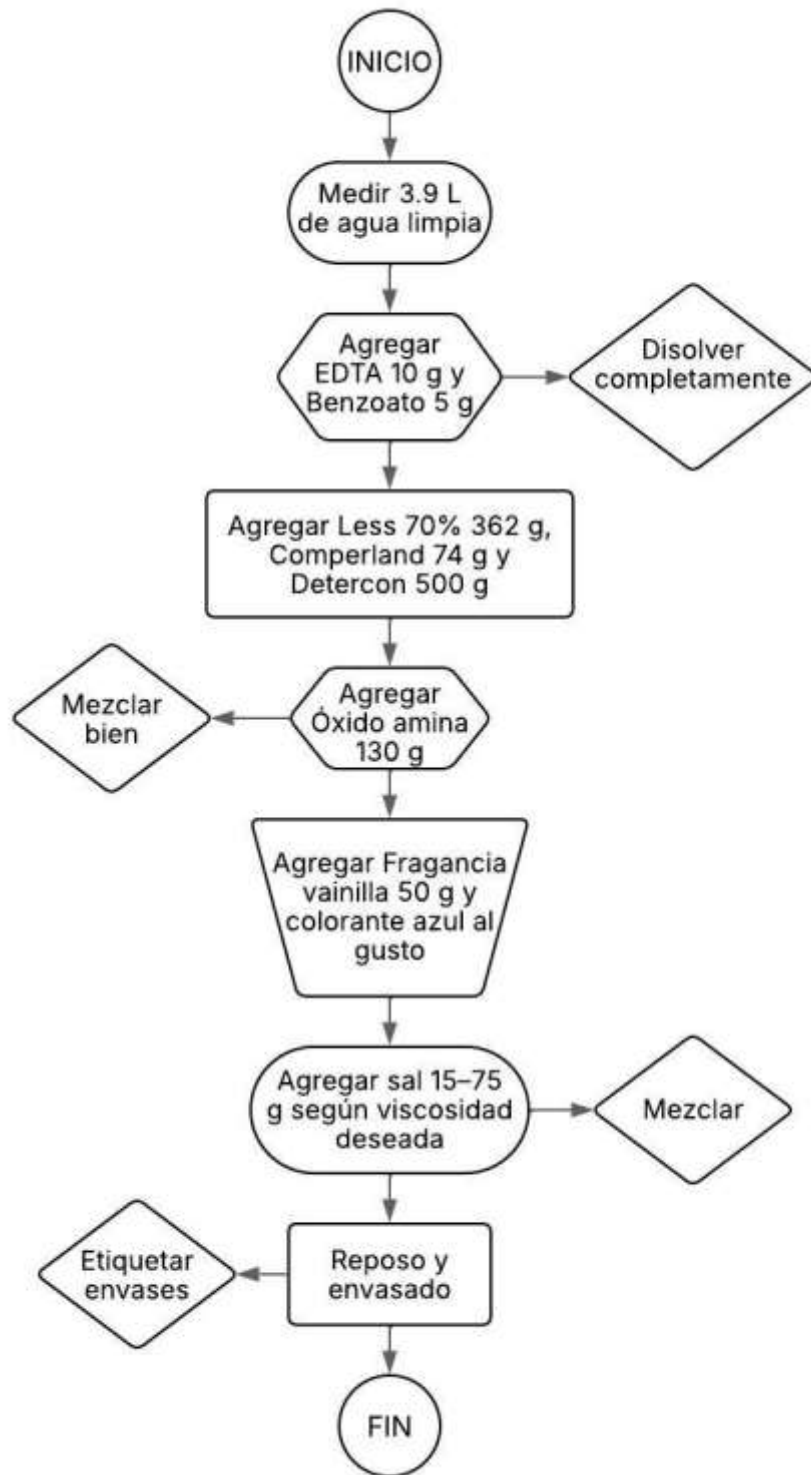 INICIO
Medir 3.9 L
de agua limpia
Agregar
EDTA 10 g y
Benzoato 5 g
Disolver
completamente
Agregar Less 70% 362 g,
Comperland 74 g y
Detercon 500 g
Agregar
Óxido amina
130 g
Mezclar
bien
Agregar Fragancia
vainilla 50 g y
colorante azul al
gusto
Agregar sal 15–75
g según viscosidad
deseada
Mezclar
Reposo y
envasado
Etiquetar
envases
FIN